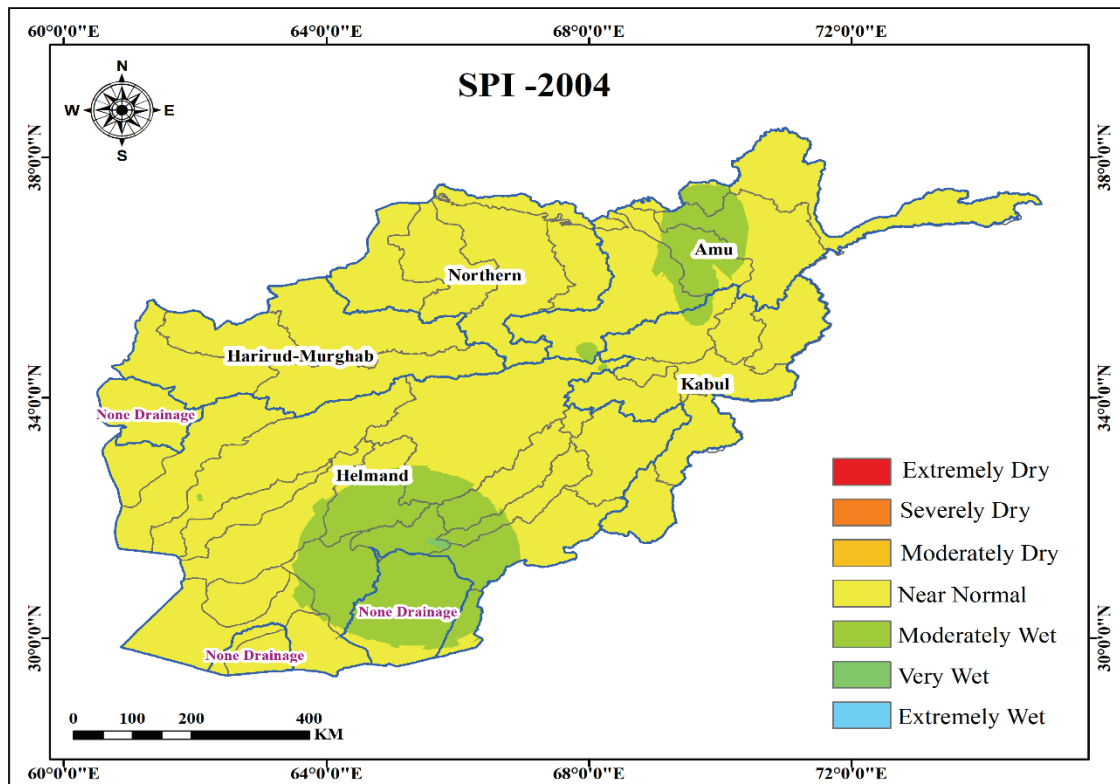 60°0'0"E 64°0'0"E 68°0'0"E 72°0'0"E
SPI -2004
N
W E
S
38°0'0"N
38°0'0"N
Amu
Northern
Harirud-Murghab
Kabul
34°0'0"N
34°0'0"N
None Drainage
Helmand
Extremely Dry
Severely Dry
Moderately Dry
Near Normal
None Drainage
Moderately Wet
30°0'0"N
30°0'0"N
None Drainage
Very Wet
Extremely Wet
0 100 200 400
KM
60°0'0"E 64°0'0"E 68°0'0"E 72°0'0"E